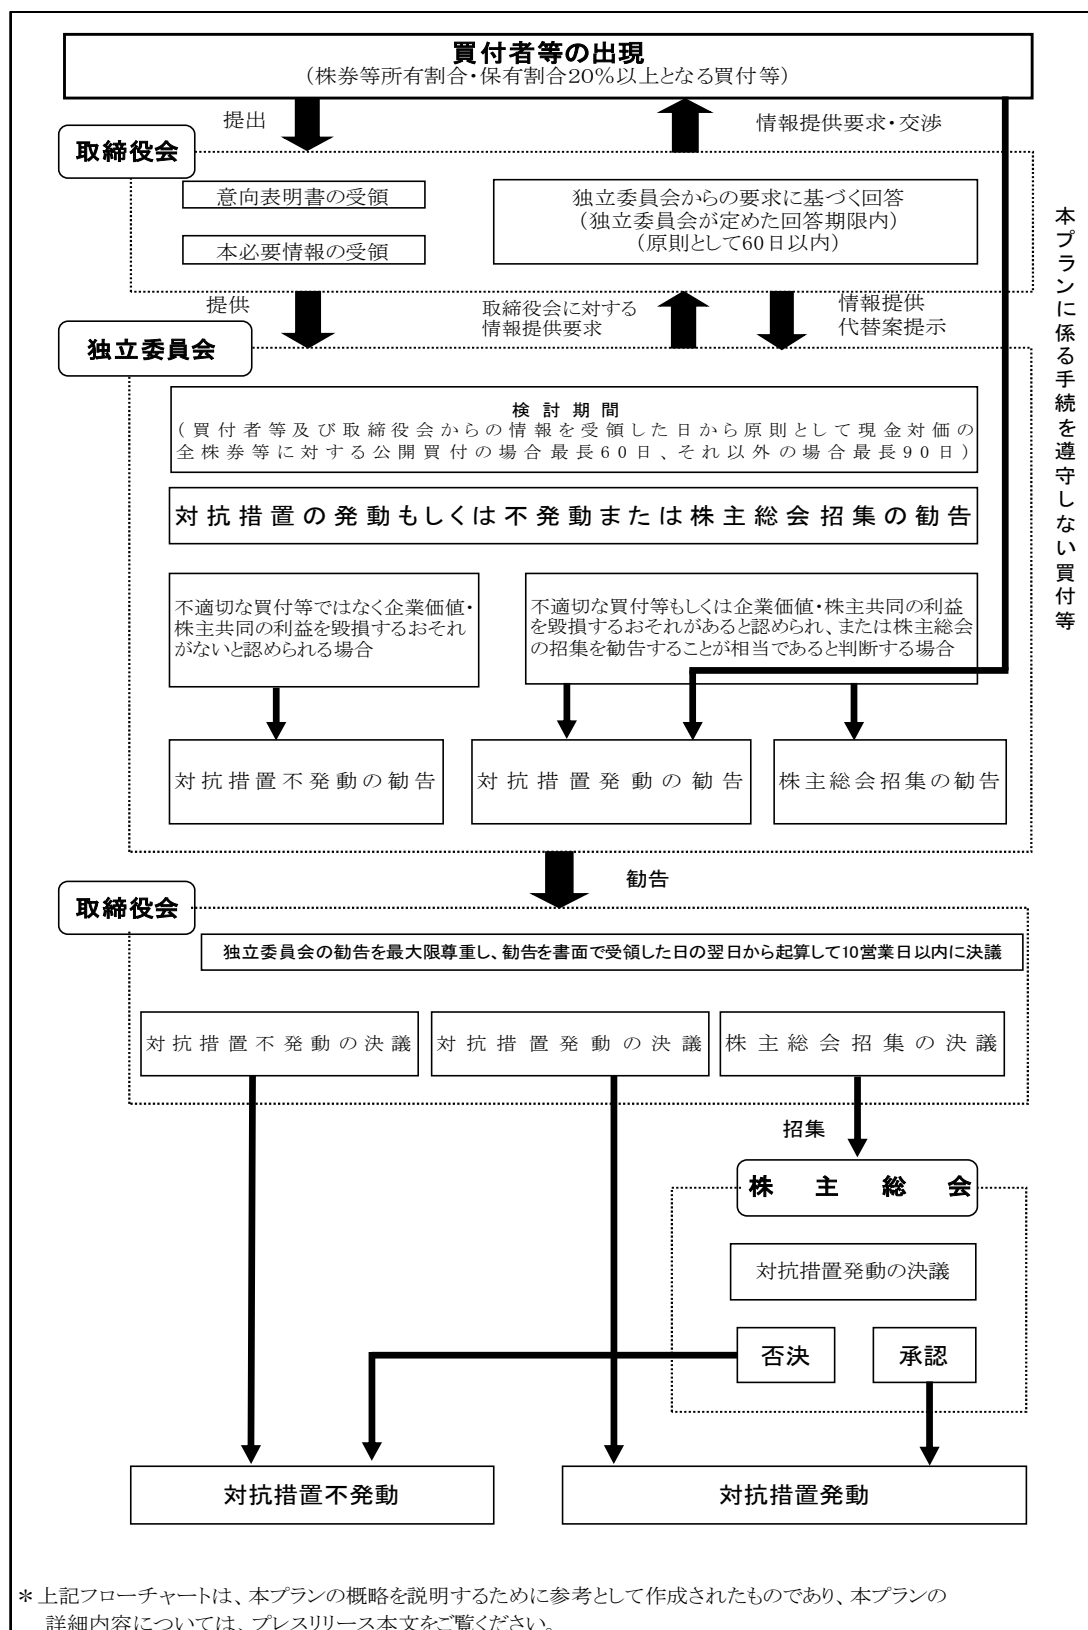 買付者等の出現
（株券等所有割合・保有割合20％以上となる買付等）
提出
情報提供要求・交渉
取締役会
意向表明書の受領
本必要情報の受領
独立委員会からの要求に基づく回答
（独立委員会が定めた回答期限内）
（原則として60日以内）
本プランに係る手続を遵守しない買付等
提供
取締役会に対する
情報提供要求
情報提供
代替案提示
独立委員会
検討期間
（買付者等及び取締役会からの情報を受領した日から原則として現金対価の
全株券等に対する公開買付の場合最長60日、それ以外の場合最長90日）
対抗措置の発動もしくは不発動または株主総会招集の勧告
不適切な買付等ではなく企業価値・
株主共同の利益を毀損するおそれ
がないと認められる場合
不適切な買付等もしくは企業価値・株主共同の利益
を毀損するおそれがあると認められ、または株主総会
の招集を勧告することが相当であると判断する場合
対抗措置不発動の勧告
対抗措置発動の勧告
株主総会招集の勧告
勧告
取締役会
独立委員会の勧告を最大限尊重し、勧告を書面で受領した日の翌日から起算して10営業日以内に決議
対抗措置不発動の決議
対抗措置発動の決議
株主総会招集の決議
招集
株主総会
対抗措置発動の決議
否決
承認
対抗措置不発動
対抗措置発動
＊上記フローチャートは、本プランの概略を説明するために参考として作成されたものであり、本プランの
詳細内容については、プレスリリース本文をご覧ください。